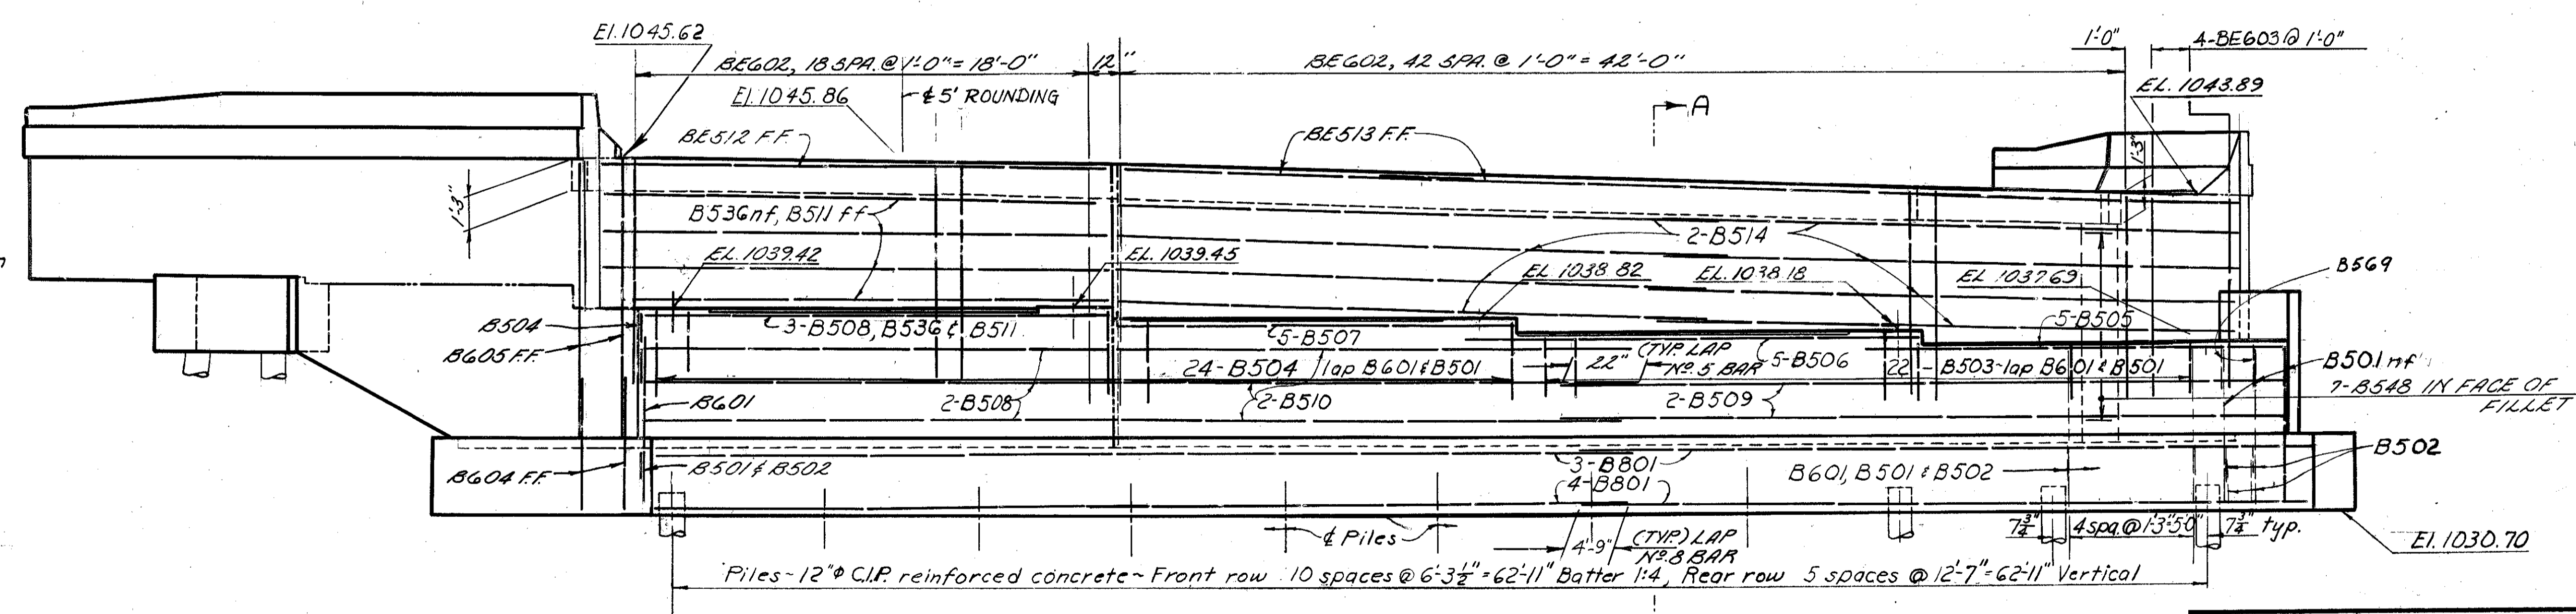 El. 1045.62
BE602, 18 SPA. @ 1'-0" = 18'-0"
12"
BE602, 42 SPA. @ 1'-0" = 42'-0"
1'-0"
4-BE603 @ 1'-0"
El. 1045.86
℄ 5' ROUNDING
A
EL. 1043.89
BE512 F.F.
BE513 F.F.
1'-3"
1'-3"
B536 nf, B511 ff
2-B514
EL. 1039.42
EL. 1039.45
EL. 1038.82
EL. 1038.18
EL. 1037.69
B569
B504
3-B508, B536 & B511
5-B507
5-B505
B605 F.F.
24-B504 lap B601 & B501
22" (TYP.) LAP
Nº. 5 BAR
5-B506
22 - B503 ~ lap B601 & B501
B501 nf
7-B548 IN FACE OF
FILLET
B601
2-B508
2-B510
2-B509
B604 F.F.
B501 & B502
3-B801
4-B801
B601, B501 & B502
B502
℄ Piles
4'-9" (TYP.) LAP
Nº. 8 BAR
7¾"
4 spa. @ 1'-3"=5'-0"
7¾" typ.
El. 1030.70
Piles ~ 12"Φ C.I.P. reinforced concrete ~ Front row 10 spaces @ 6'-3½" = 62'-11" Batter 1:4, Rear row 5 spaces @ 12'-7" = 62'-11" Vertical